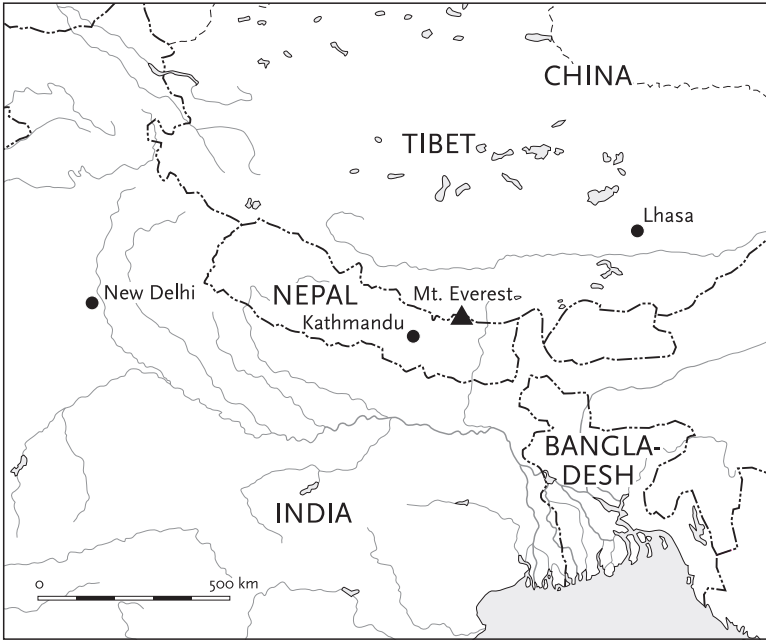 CHINA
TIBET
Lhasa
New Delhi
NEPAL
Mt. Everest
Kathmandu
BANGLA-
DESH
INDIA
0
500 km